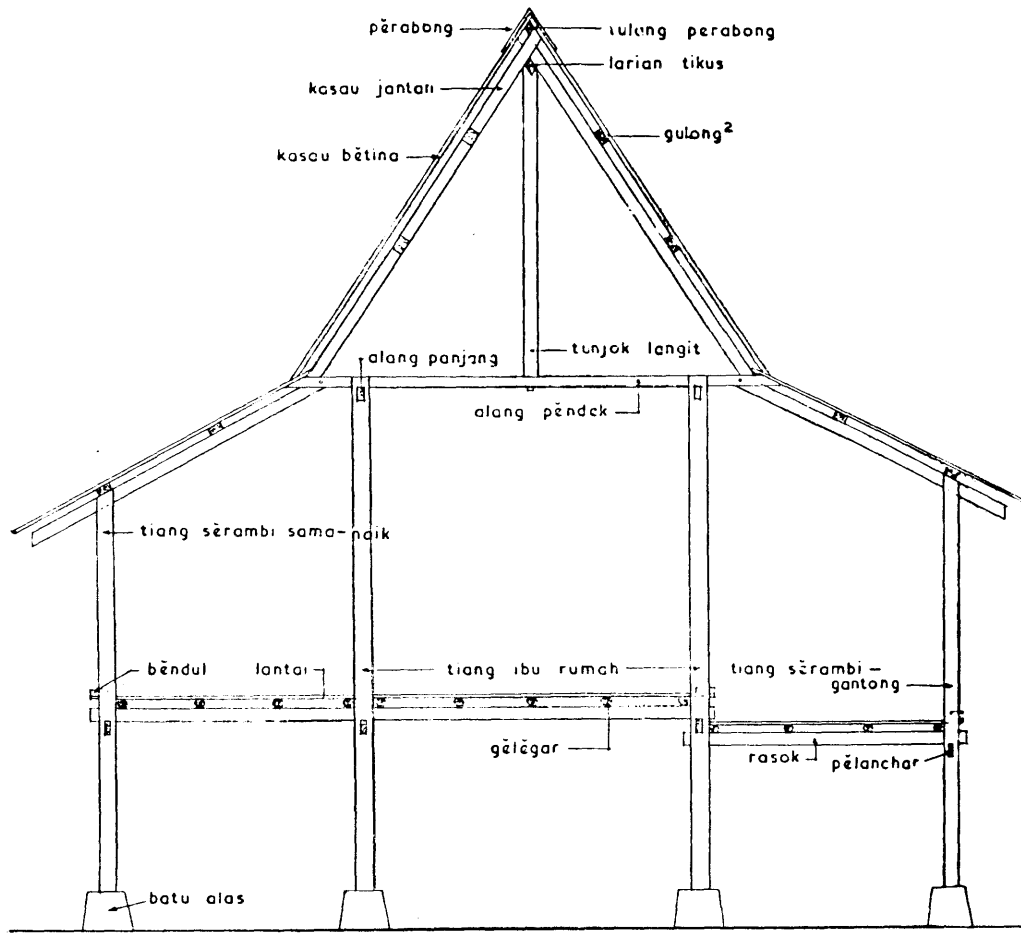 pĕrabong
tulang perabong
larian tikus
kasau jantan
gulong²
kasau bĕtina
alang panjang
tunjok langit
alang pĕndek
tiang sĕrambi sama-naik
bĕndul
lantai
tiang ibu rumah
tiang sĕrambi-
gantong
gĕlĕgar
rasok
pĕlanchar
batu alas